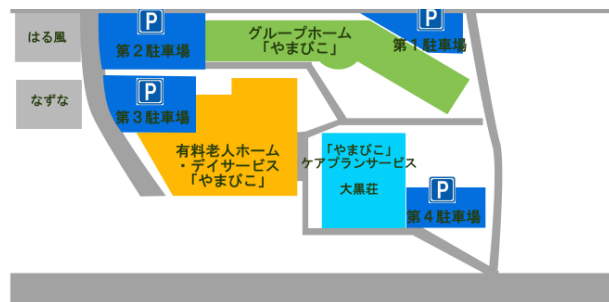 はる風
P
第2駐車場
グループホーム
「やまびこ」
P
第1駐車場
なずな
P
第3駐車場
有料老人ホーム
・デイサービス
「やまびこ」
「やまびこ」
ケアプランサービス
大黒荘
P
第4駐車場